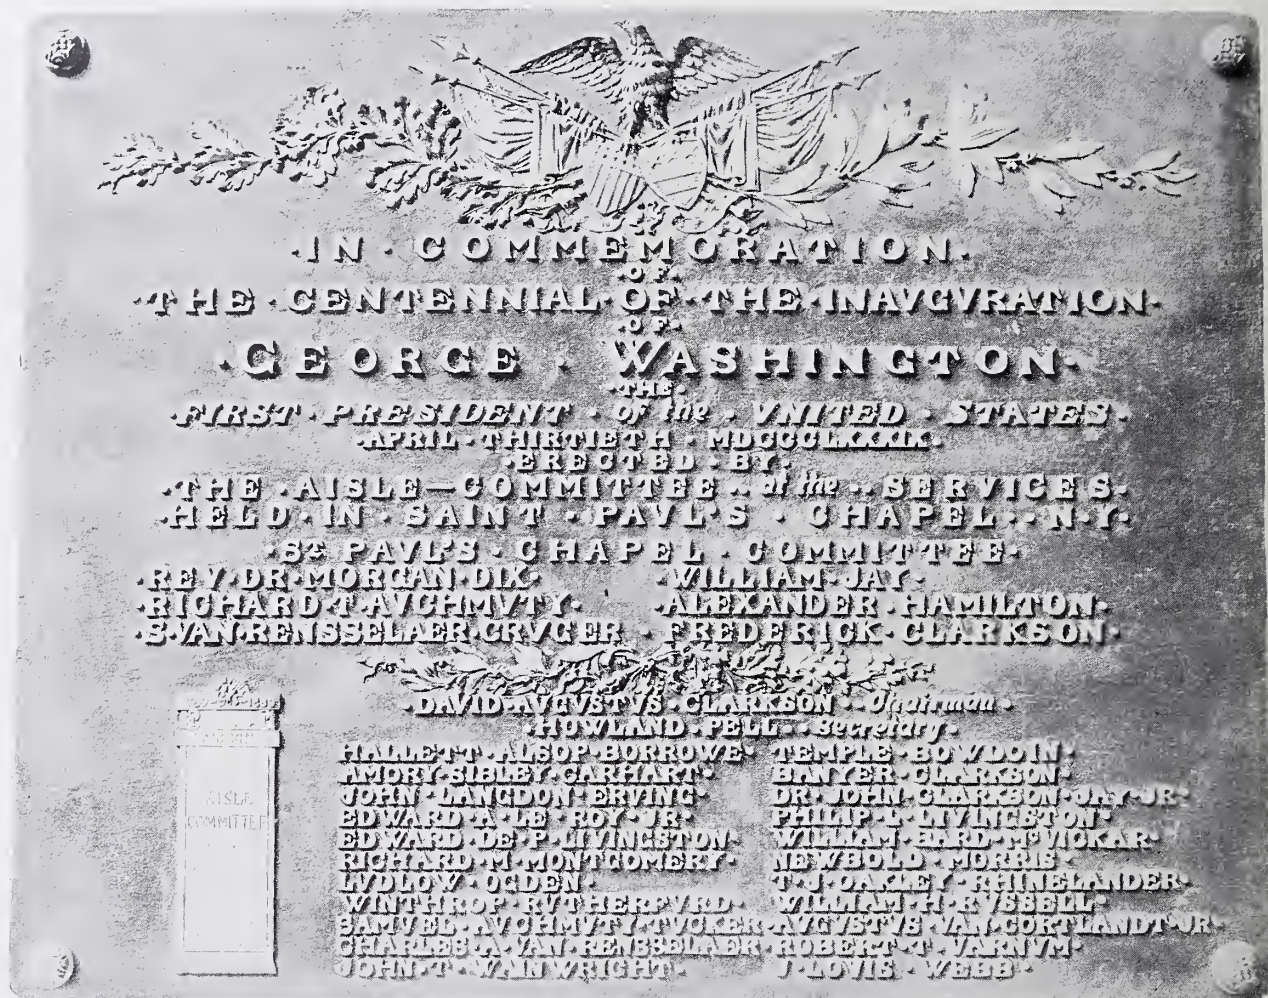 ·IN · COMMEMORATION·
·OF·
·THE·CENTENNIAL·OF·THE·INAVGVRATION·
·OF·
·GEORGE · WASHINGTON·
·THE·
·FIRST·PRESIDENT · of the · VNITED · STATES·
·APRIL·THIRTIETH · MDCCCLXXXIX·
·ERECTED·BY·
·THE·AISLE—COMMITTEE·· at the ··SERVICES·
·HELD·IN · SAINT · PAVL'S · CHAPEL··N·Y·
·ST PAVL'S · CHAPEL · COMMITTEE·
·REV·DR·MORGAN·DIX·
·RICHARD·T·AVCHMVTY·
·S·VAN·RENSSELAER·CRVGER
·WILLIAM·JAY·
·ALEXANDER·HAMILTON·
·FREDERICK·CLARKSON·
·DAVID·AVGVSTVS·CLARKSON··Chairman·
·HOWLAND·PELL··Secretary·
AISLE
COMMITTEE
HALLETT·ALSOP·BORROWE·
AMORY·SIBLEY·CARHART·
JOHN·LANGDON·ERVING·
EDWARD·A·LE ROY·JR·
EDWARD·DE·P·LIVINGSTON·
RICHARD·M·MONTGOMERY·
LVDLOW·OGDEN·
WINTHROP·RVTHERFVRD·
SAMVEL·AVCHMVTY·TVCKER
CHARLES·A·VAN·RENSSELAER
JOHN·T·WAINWRIGHT·
TEMPLE·BOWDOIN·
BANYER·CLARKSON·
DR·JOHN·CLARKSON·JAY·JR·
PHILIP·L·LIVINGSTON·
WILLIAM·BARD·McVICKAR·
NEWBOLD·MORRIS·
T·J·OAKLEY·RHINELANDER·
WILLIAM·H·RVSSELL·
AVGVSTVS·VAN·CORTLANDT·JR·
ROBERT·T·VARNVM·
J·LOVIS·WEBB·